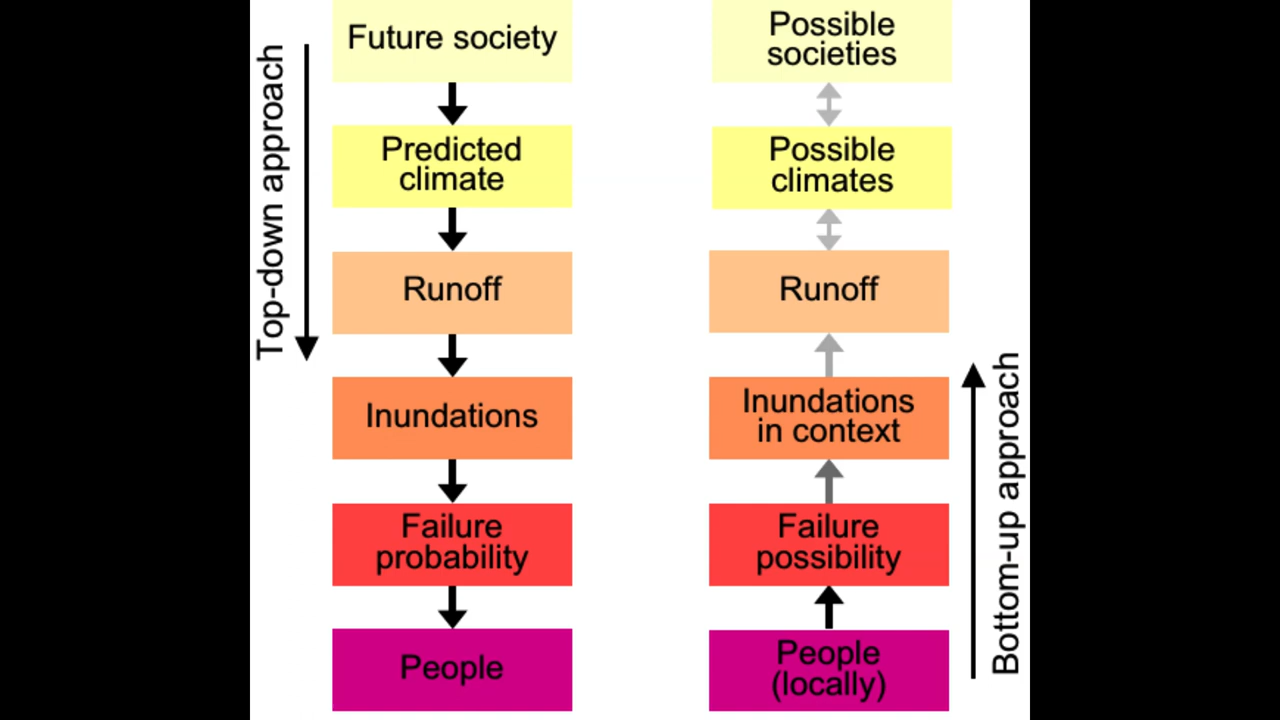 Top-down approach
Future society
Predicted
climate
Runoff
Inundations
Failure
probability
People
Possible
societies
Possible
climates
Runoff
Inundations
in context
Failure
possibility
People
(locally)
Bottom-up approach